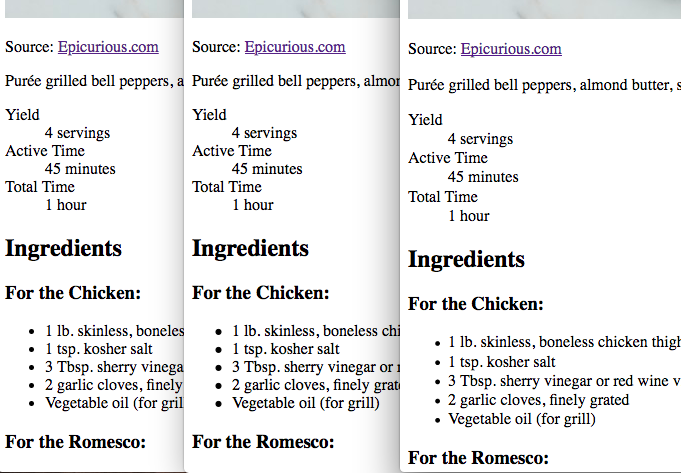 Source: Epicurious.com
Purée grilled bell peppers, a
Yield
4 servings
Active Time
45 minutes
Total Time
1 hour
Ingredients
For the Chicken:
• 1 lb. skinless, boneles
• 1 tsp. kosher salt
• 3 Tbsp. sherry vinega
• 2 garlic cloves, finely
• Vegetable oil (for gril
For the Romesco:
Source: Epicurious.com
Purée grilled bell peppers, almon
Yield
4 servings
Active Time
45 minutes
Total Time
1 hour
Ingredients
For the Chicken:
• 1 lb. skinless, boneless chi
• 1 tsp. kosher salt
• 3 Tbsp. sherry vinegar or r
• 2 garlic cloves, finely grat
• Vegetable oil (for grill)
For the Romesco:
Source: Epicurious.com
Purée grilled bell peppers, almond butter, s
Yield
4 servings
Active Time
45 minutes
Total Time
1 hour
Ingredients
For the Chicken:
• 1 lb. skinless, boneless chicken thigh
• 1 tsp. kosher salt
• 3 Tbsp. sherry vinegar or red wine v
• 2 garlic cloves, finely grated
• Vegetable oil (for grill)
For the Romesco: